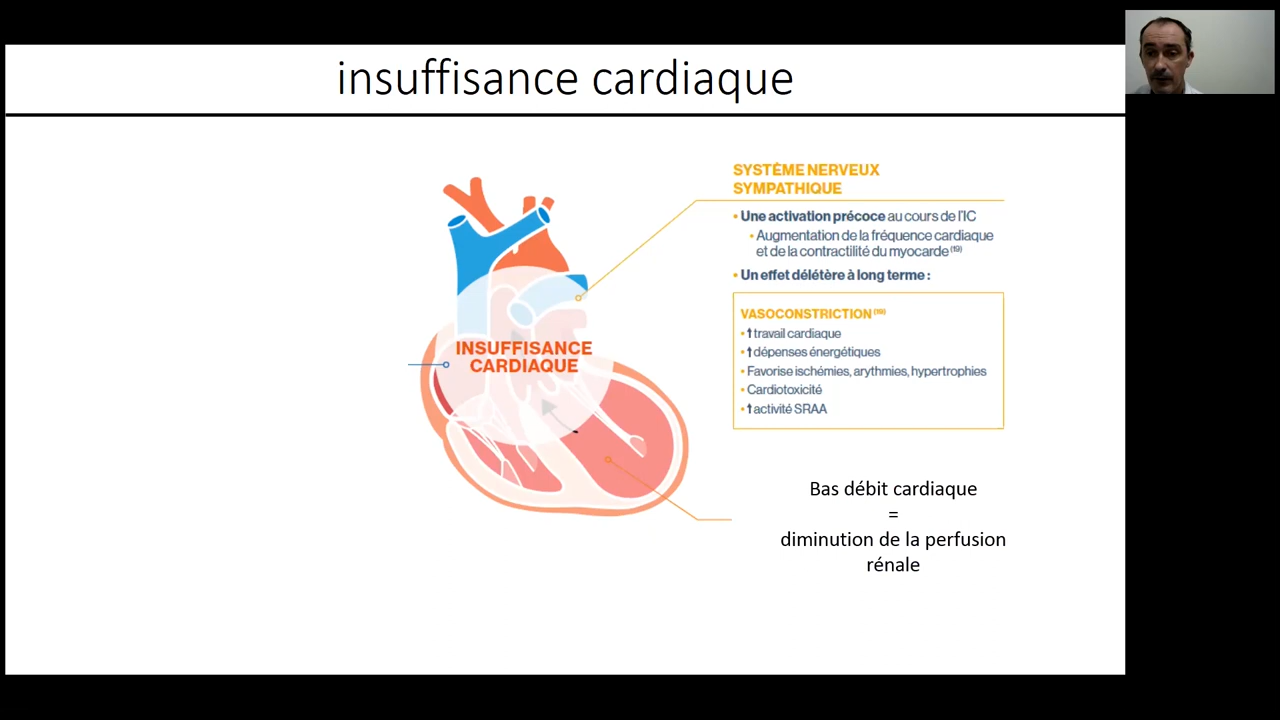 insuffisance cardiaque
SYSTÈME NERVEUX
SYMPATHIQUE
• Une activation précoce au cours de l'IC
• Augmentation de la fréquence cardiaque
et de la contractilité du myocarde (19)
• Un effet délétère à long terme :
VASOCONSTRICTION (19)
• ⬆ travail cardiaque
• ⬆ dépenses énergétiques
• Favorise ischémies, arythmies, hypertrophies
• Cardiotoxicité
• ⬆ activité SRAA
INSUFFISANCE
CARDIAQUE
Bas débit cardiaque
=
diminution de la perfusion
rénale